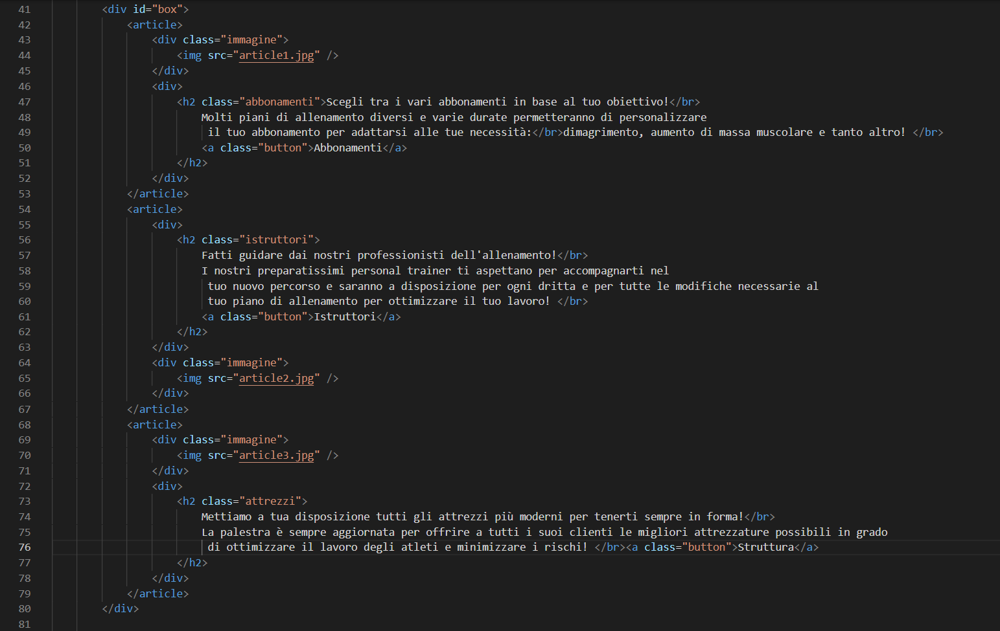 41 <div id="box">
42 <article>
43 <div class="immagine">
44 <img src="article1.jpg" />
45 </div>
46 <div>
47 <h2 class="abbonamenti">Scegli tra i vari abbonamenti in base al tuo obiettivo!</br>
48 Molti piani di allenamento diversi e varie durate permetteranno di personalizzare
49 il tuo abbonamento per adattarsi alle tue necessità:</br>dimagrimento, aumento di massa muscolare e tanto altro! </br>
50 <a class="button">Abbonamenti</a>
51 </h2>
52 </div>
53 </article>
54 <article>
55 <div>
56 <h2 class="istruttori">
57 Fatti guidare dai nostri professionisti dell'allenamento!</br>
58 I nostri preparatissimi personal trainer ti aspettano per accompagnarti nel
59 tuo nuovo percorso e saranno a disposizione per ogni dritta e per tutte le modifiche necessarie al
60 tuo piano di allenamento per ottimizzare il tuo lavoro! </br>
61 <a class="button">Istruttori</a>
62 </h2>
63 </div>
64 <div class="immagine">
65 <img src="article2.jpg" />
66 </div>
67 </article>
68 <article>
69 <div class="immagine">
70 <img src="article3.jpg" />
71 </div>
72 <div>
73 <h2 class="attrezzi">
74 Mettiamo a tua disposizione tutti gli attrezzi più moderni per tenerti sempre in forma!</br>
75 La palestra è sempre aggiornata per offrire a tutti i suoi clienti le migliori attrezzature possibili in grado
76 di ottimizzare il lavoro degli atleti e minimizzare i rischi! </br><a class="button">Struttura</a>
77 </h2>
78 </div>
79 </article>
80 </div>
81